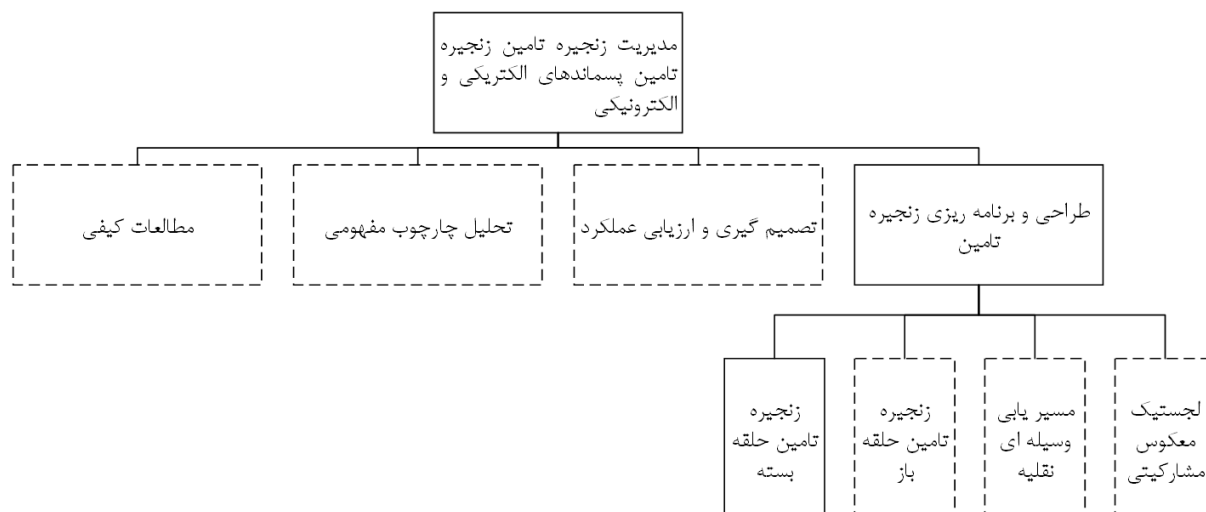 مدیریت زنجیره تامین زنجیره
تامین پسماندهای الکتریکی و
الکترونیکی
طراحی و برنامه ریزی زنجیره
تامین
تصمیم گیری و ارزیابی عملکرد
تحلیل چارچوب مفهومی
مطالعات کیفی
لجستیک
معکوس
مشارکیتی
مسیر یابی
وسیله ای
نقلیه
زنجیره
تامین حلقه
باز
زنجیره
تامین حلقه
بسته